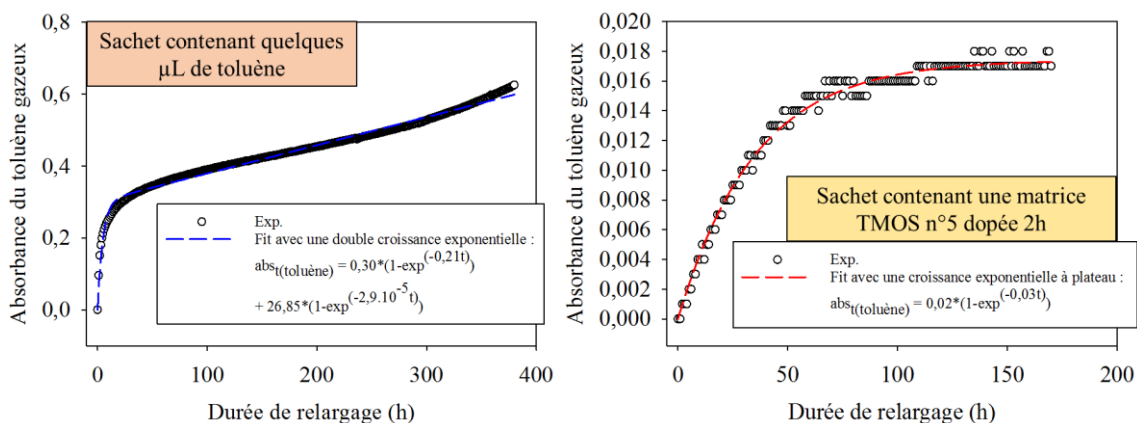 Sachet contenant quelques
µL de toluène
Absorbance du toluène gazeux
0,8
0,6
0,4
0,2
0,0
Exp.
Fit avec une double croissance exponentielle :
abst(toluène) = 0,30*(1-exp(-0,21t))
+ 26,85*(1-exp(-2,9.10-5t)
0 100 200 300 400
Durée de relargage (h)
Absorbance du toluène gazeux
0,020
0,018
0,016
0,014
0,012
0,010
0,008
0,006
0,004
0,002
0,000
Sachet contenant une matrice
TMOS n°5 dopée 2h
Exp.
Fit avec une croissance exponentielle à plateau :
abst(toluène) = 0,02*(1-exp(-0,03t))
0 50 100 150 200
Durée de relargage (h)